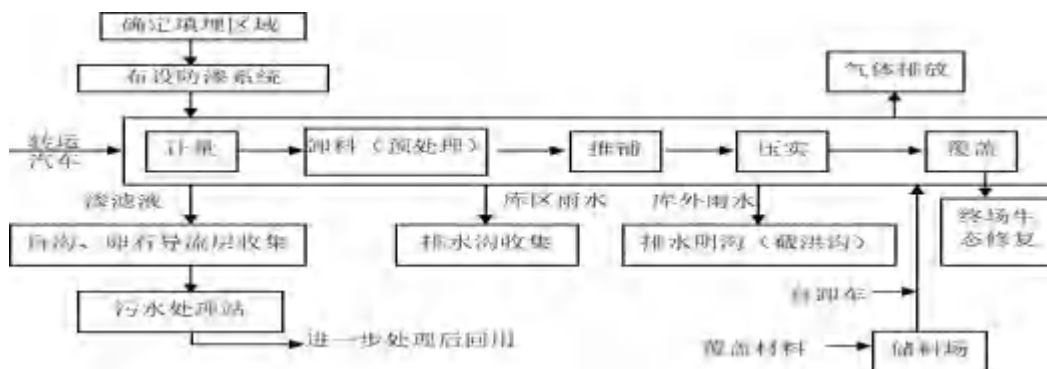 确定填埋区域
布设防渗系统
气体排放
转运
汽车
计量
卸料（预处理）
推铺
压实
覆盖
渗滤液
库区雨水
库外雨水
盲沟、卵石导流层收集
排水沟收集
排水明沟（截洪沟）
终场生
态修复
污水处理站
自卸车
进一步处理后回用
覆盖材料
储料场